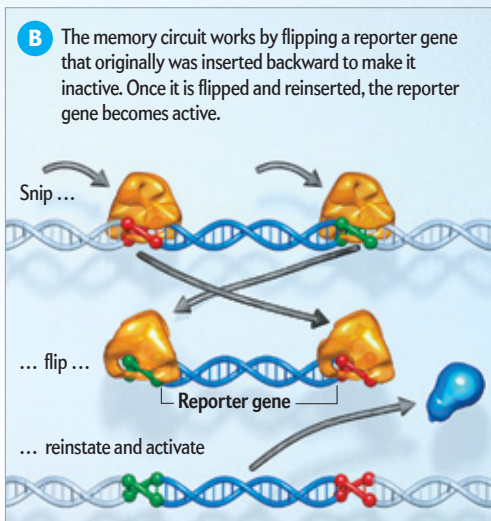 B The memory circuit works by flipping a reporter gene
that originally was inserted backward to make it
inactive. Once it is flipped and reinserted, the reporter
gene becomes active.
Snip ...
... flip ...
Reporter gene
... reinstate and activate